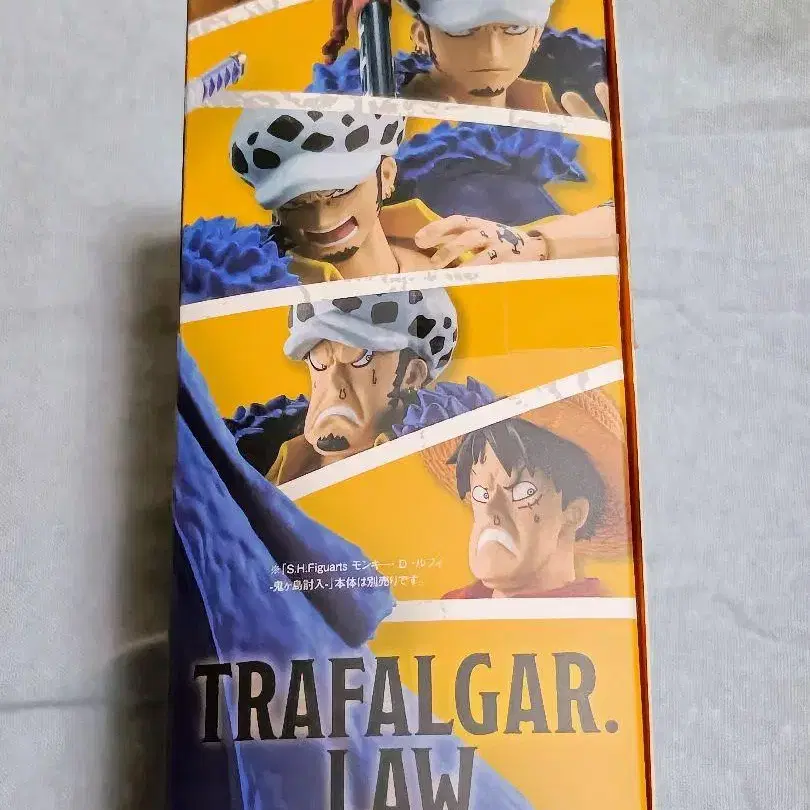 ※「S.H.Figuarts モンキー・D・ルフィ
-鬼ヶ島討入-」本体は別売りです。
TRAFALGAR.
LAW